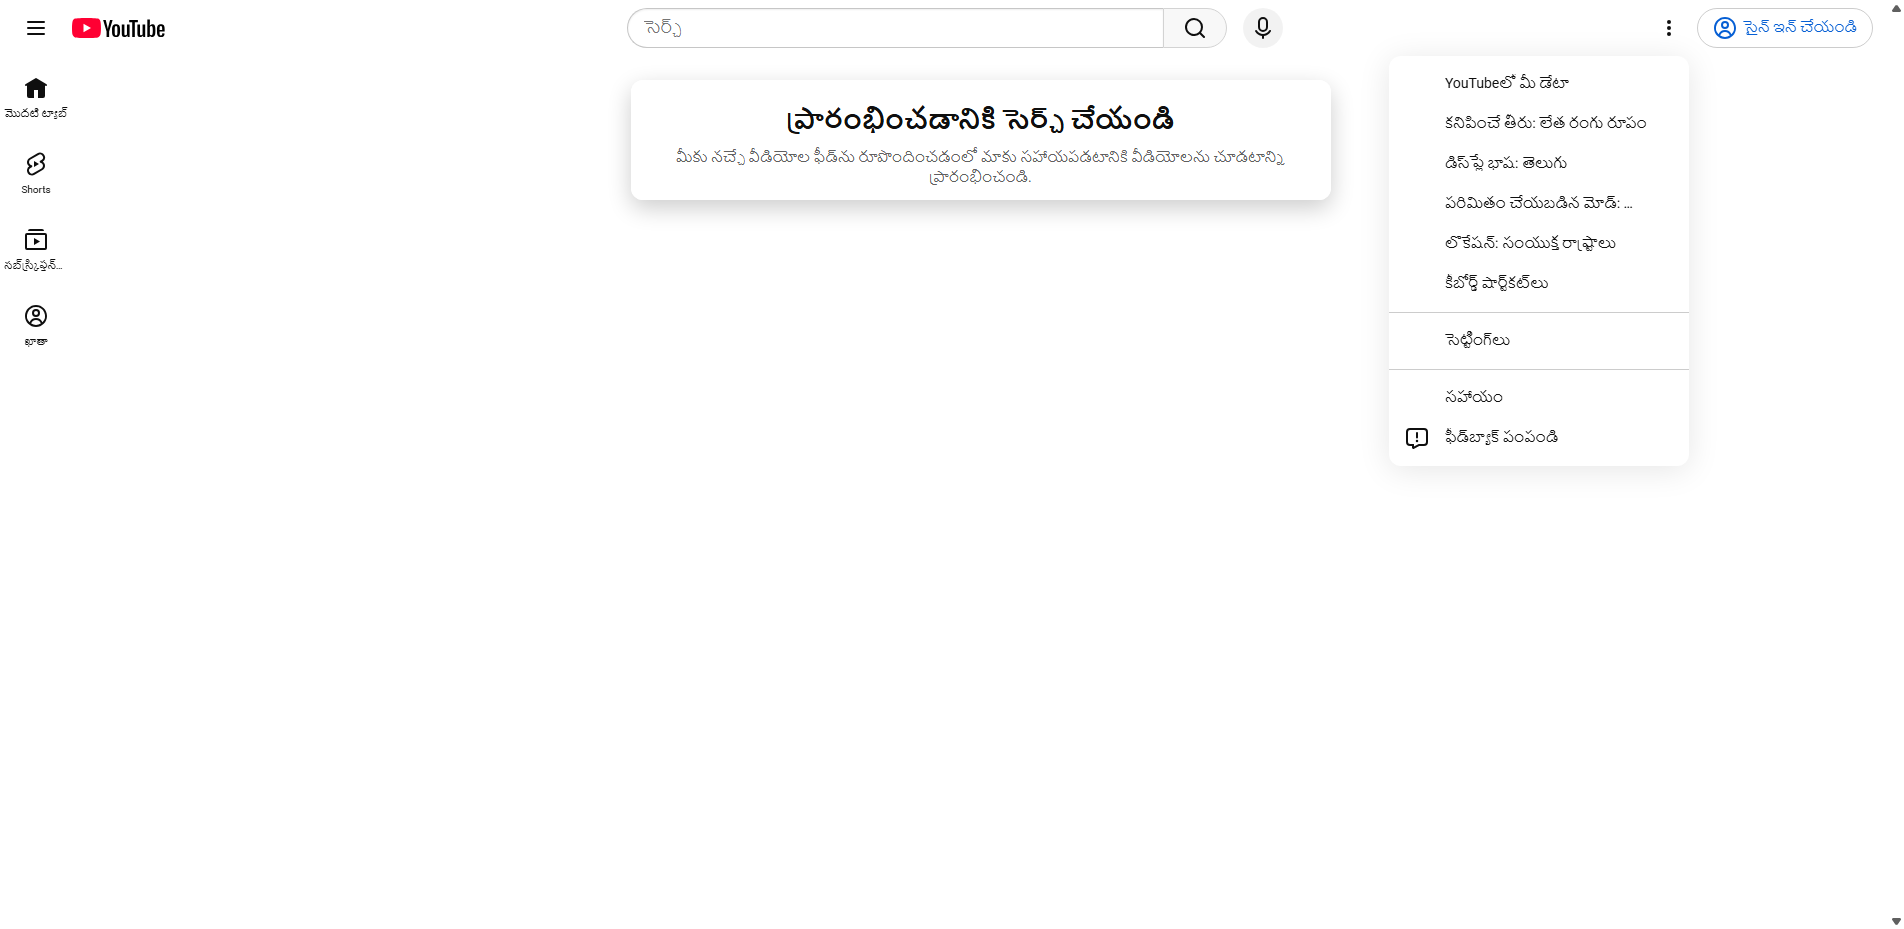 YouTube
సెర్చ్
సైన్ ఇన్ చేయండి
మొదటి ట్యాబ్
Shorts
సబ్‌స్క్రిప్షన్...
ఖాతా
ప్రారంభించడానికి సెర్చ్ చేయండి
మీకు నచ్చే వీడియోల ఫీడ్‌ను రూపొందించడంలో మాకు సహాయపడటానికి వీడియోలను చూడటాన్ని
ప్రారంభించండి.
YouTubeలో మీ డేటా
కనిపించే తీరు: లేత రంగు రూపం
డిస్‌ప్లే భాష: తెలుగు
పరిమితం చేయబడిన మోడ్: ...
లొకేషన్: సంయుక్త రాష్ట్రాలు
కీబోర్డ్ షార్ట్‌కట్‌లు
సెట్టింగ్‌లు
సహాయం
ఫీడ్‌బ్యాక్ పంపండి